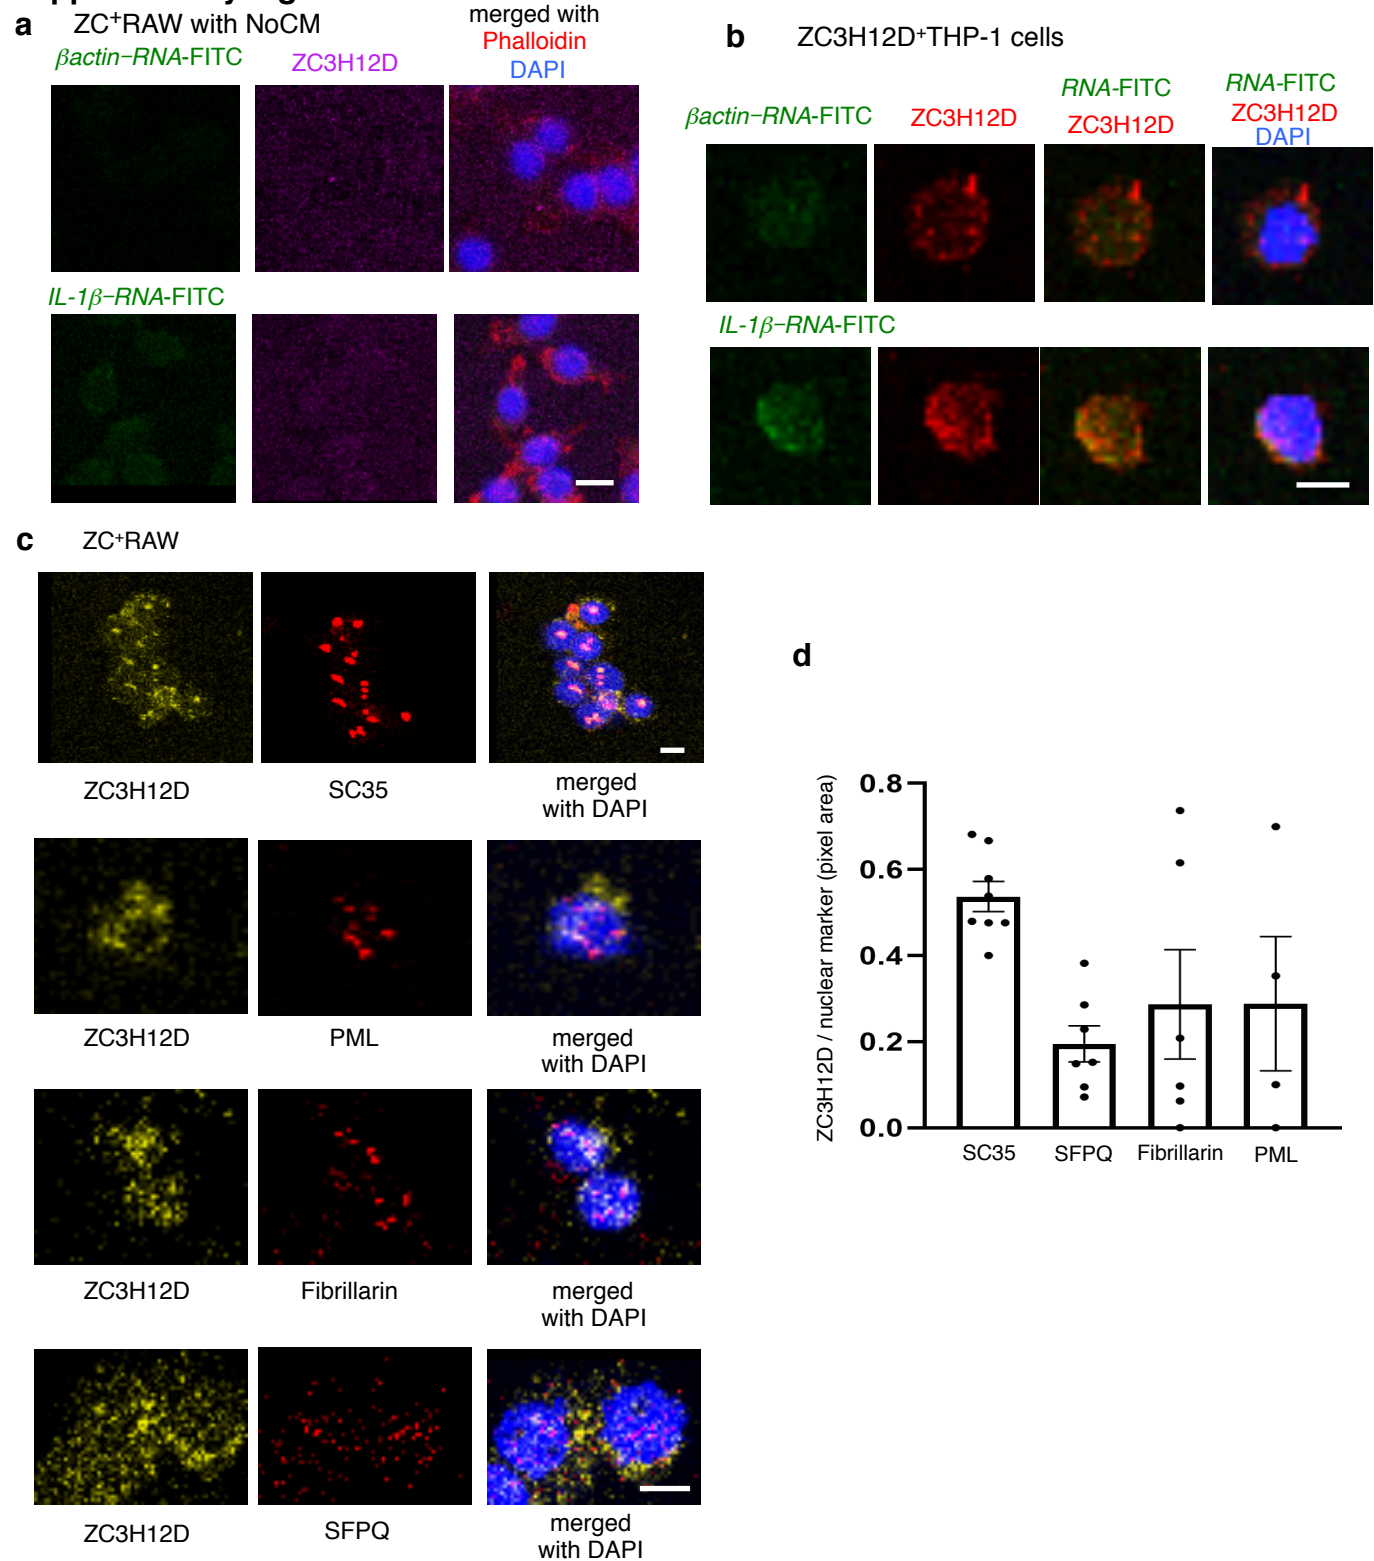 a
ZC+RAW with NoCM
merged with
Phalloidin
DAPI
βactin-RNA-FITC
ZC3H12D
IL-1β-RNA-FITC
b
ZC3H12D+THP-1 cells
βactin-RNA-FITC
ZC3H12D
RNA-FITC
ZC3H12D
RNA-FITC
ZC3H12D
DAPI
IL-1β-RNA-FITC
c
ZC+RAW
ZC3H12D
SC35
merged
with DAPI
ZC3H12D
PML
merged
with DAPI
ZC3H12D
Fibrillarin
merged
with DAPI
ZC3H12D
SFPQ
merged
with DAPI
d
ZC3H12D / nuclear marker (pixel area)
0.8
0.6
0.4
0.2
0.0
SC35
SFPQ
Fibrillarin
PML